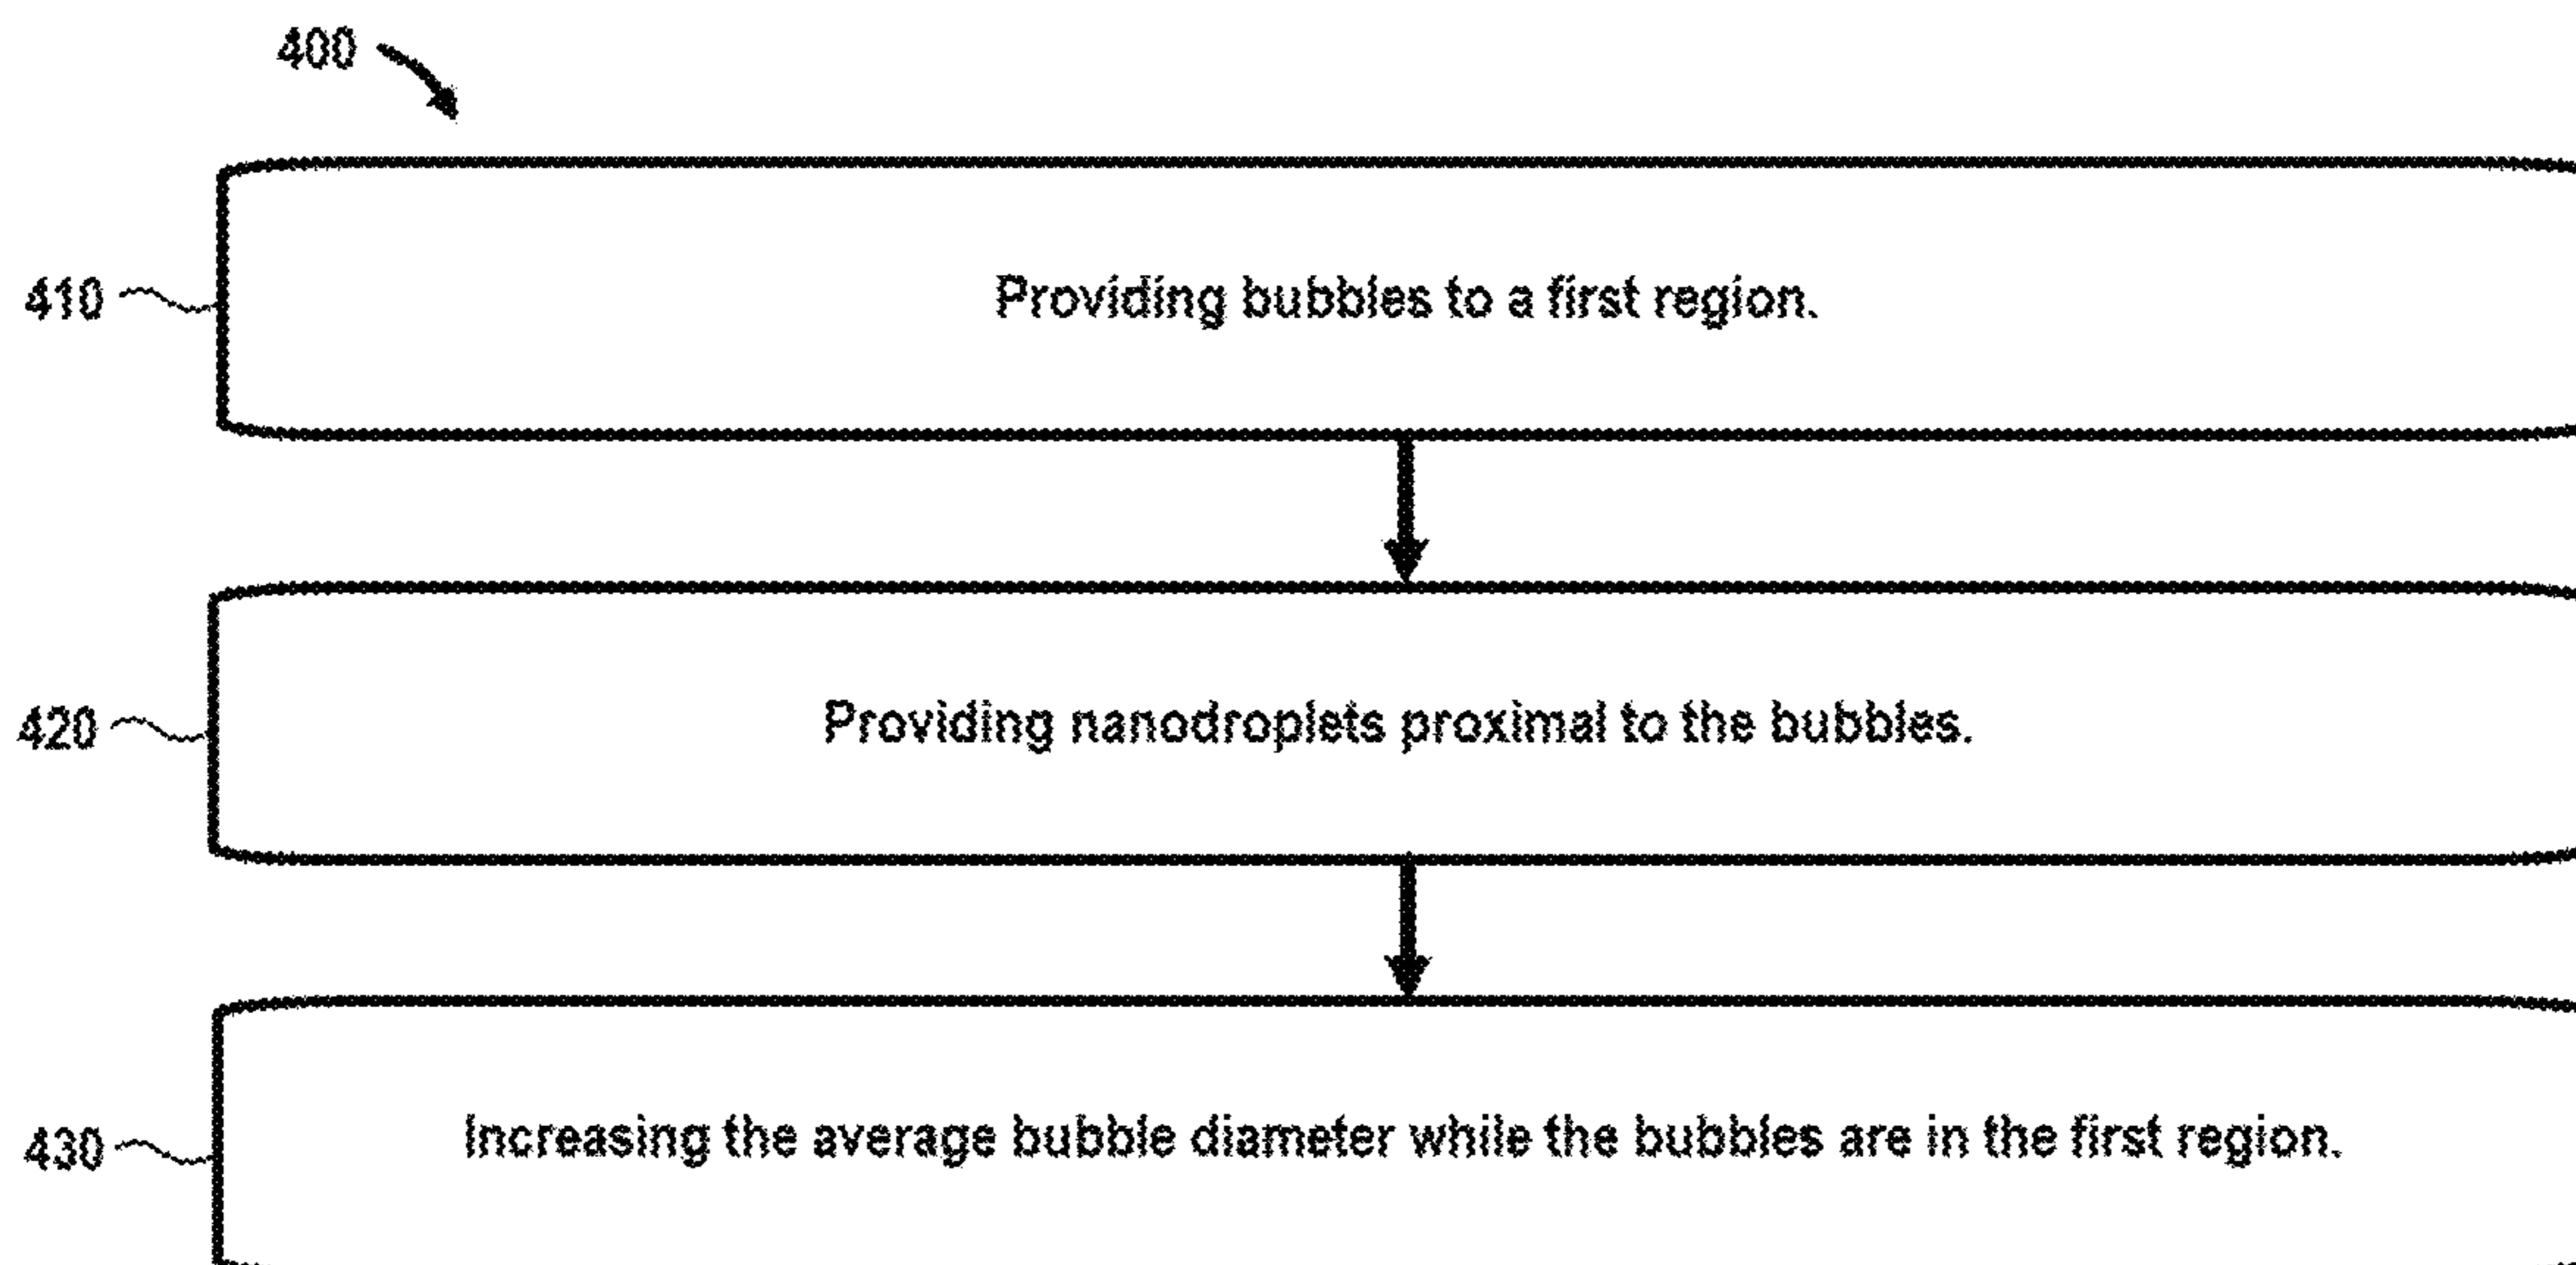 400
410
Providing bubbles to a first region.
420
Providing nanodroplets proximal to the bubbles.
430
Increasing the average bubble diameter while the bubbles are in the first region.